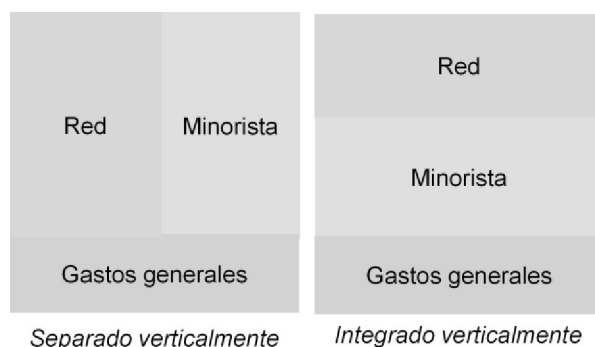 Red
Minorista
Gastos generales
Separado verticalmente
Red
Minorista
Gastos generales
Integrado verticalmente